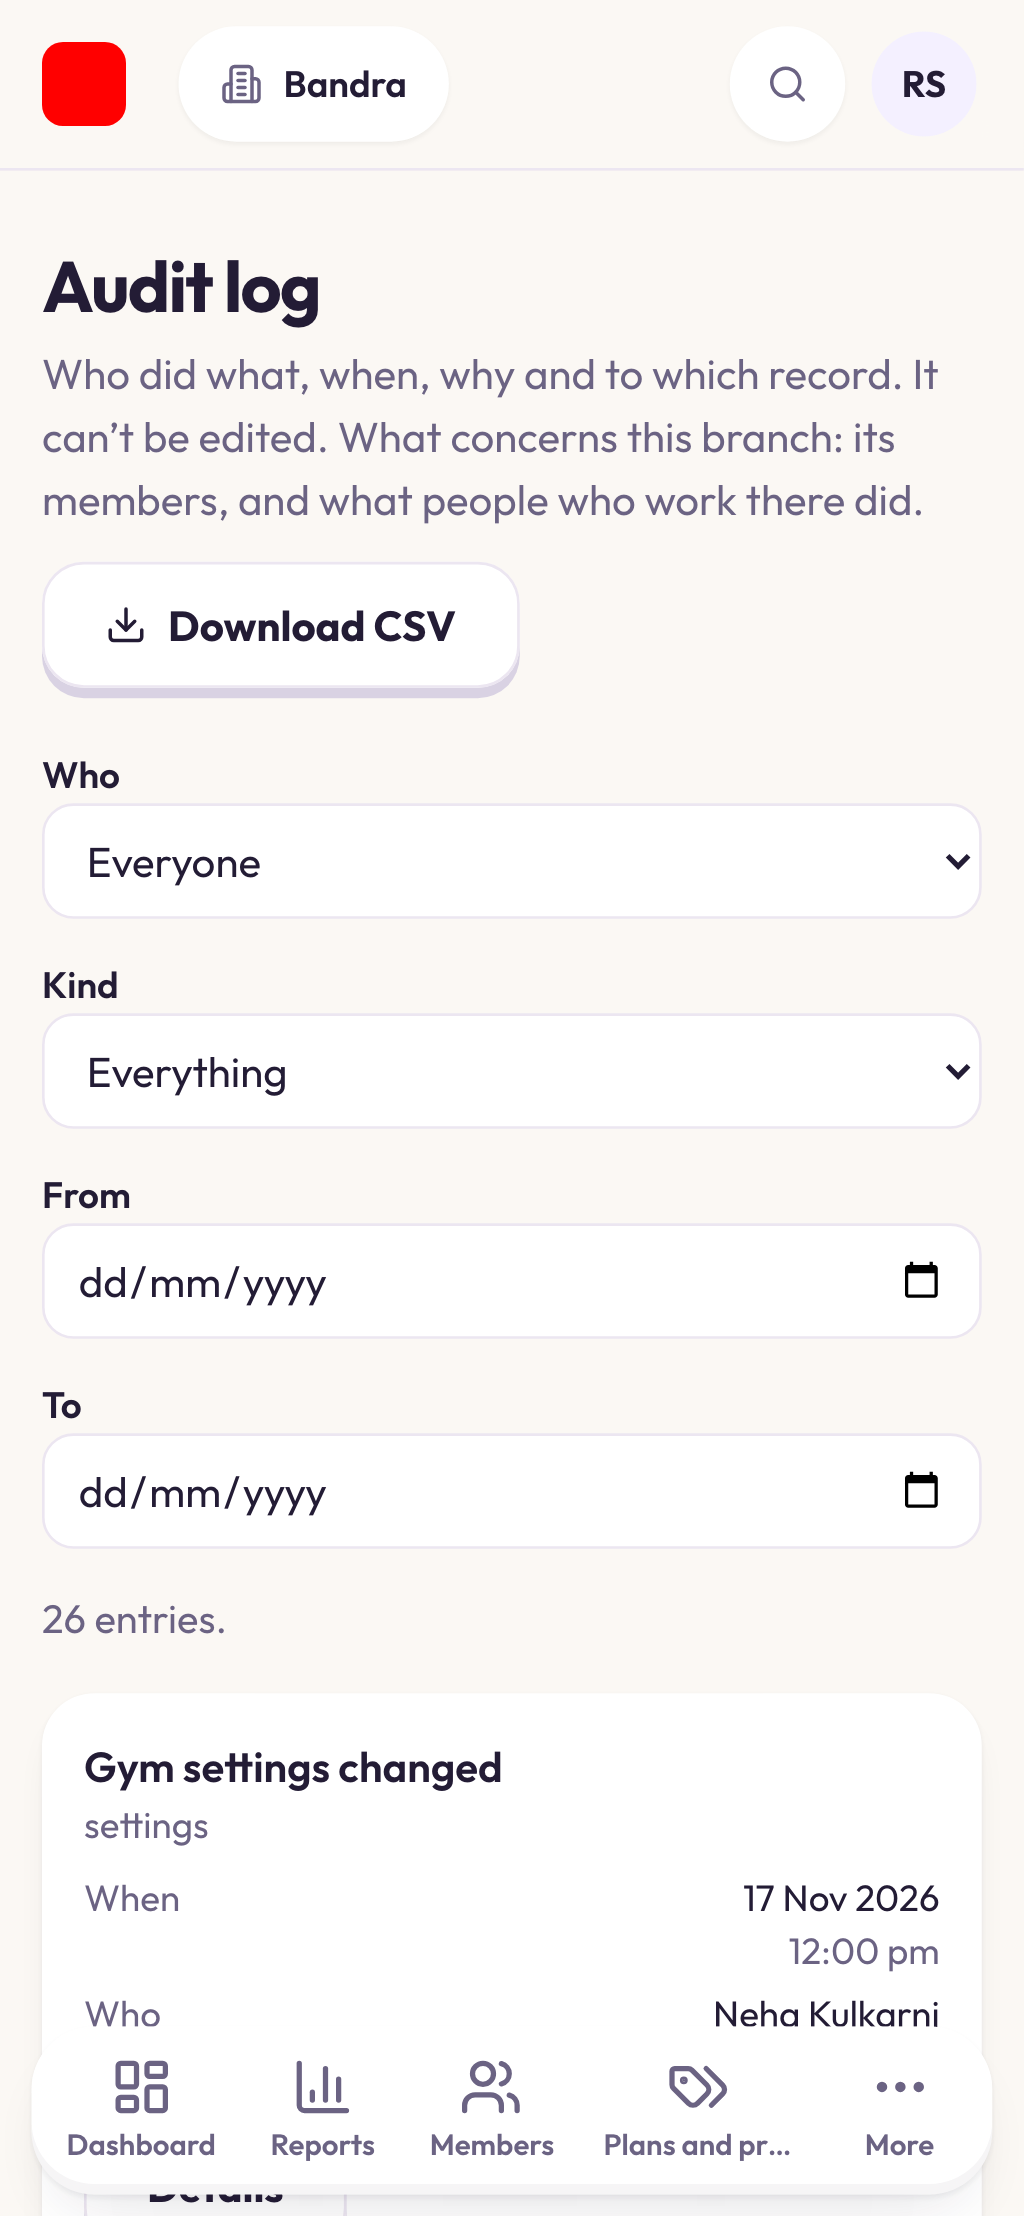 Bandra
RS
Audit log
Who did what, when, why and to which record. It
can’t be edited. What concerns this branch: its
members, and what people who work there did.
Download CSV
Who
Everyone
Kind
Everything
From
dd/mm/yyyy
To
dd/mm/yyyy
26 entries.
Gym settings changed
settings
When
17 Nov 2026
12:00 pm
Who
Neha Kulkarni
Dashboard
Reports
Members
Plans and pr...
More
Details